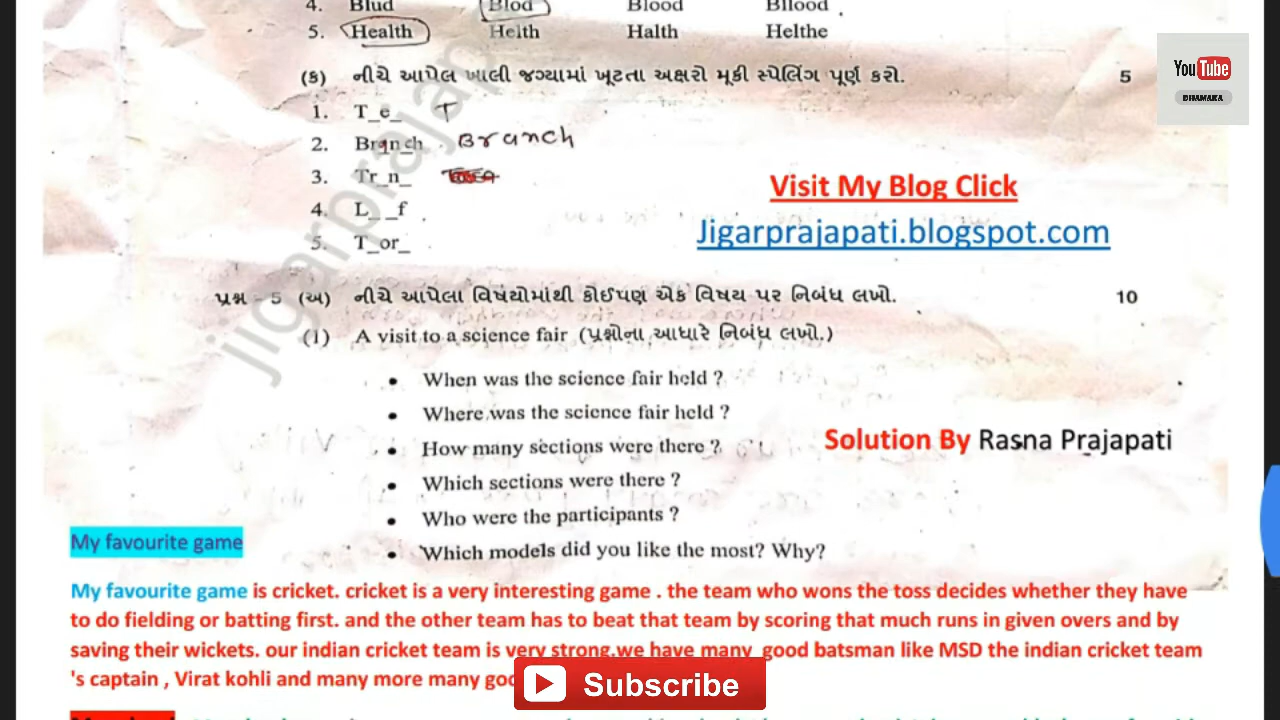 4. Blud Blod Blood Bllood
5. Health Helth Halth Helthe
(ક) નીચે આપેલ ખાલી જગ્યામાં ખૂટતા અક્ષરો મૂકી સ્પેલિંગ પૂર્ણ કરો. 5
1. T_e_ T
2. Br_n_ch Branch
3. Tr_n_
4. L__f
5. T_or_
પ્રશ્ન - 5 (અ) નીચે આપેલા વિષયોમાંથી કોઈપણ એક વિષય પર નિબંધ લખો. 10
(1) A visit to a science fair (પ્રશ્નોના આધારે નિબંધ લખો.)
• When was the science fair held ?
• Where was the science fair held ?
• How many sections were there ?
• Which sections were there ?
• Who were the participants ?
• Which models did you like the most? Why?
You Tube
DHAMAKA
Visit My Blog Click
Jigarprajapati.blogspot.com
Solution By Rasna Prajapati
jigarprajap
My favourite game
My favourite game is cricket. cricket is a very interesting game . the team who wons the toss decides whether they have
to do fielding or batting first. and the other team has to beat that team by scoring that much runs in given overs and by
saving their wickets. our indian cricket team is very strong.we have many good batsman like MSD the indian cricket team
's captain , Virat kohli and many more many
Subscribe